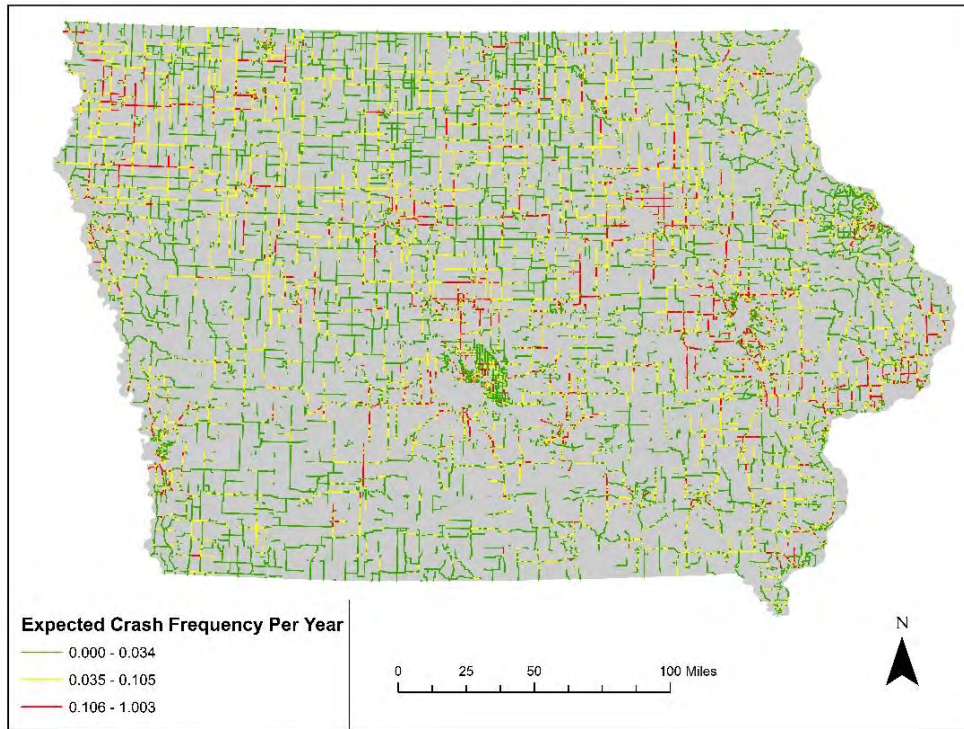 Expected Crash Frequency Per Year
0.000 - 0.034
0.035 - 0.105
0.106 - 1.003
0 25 50 100 Miles
N